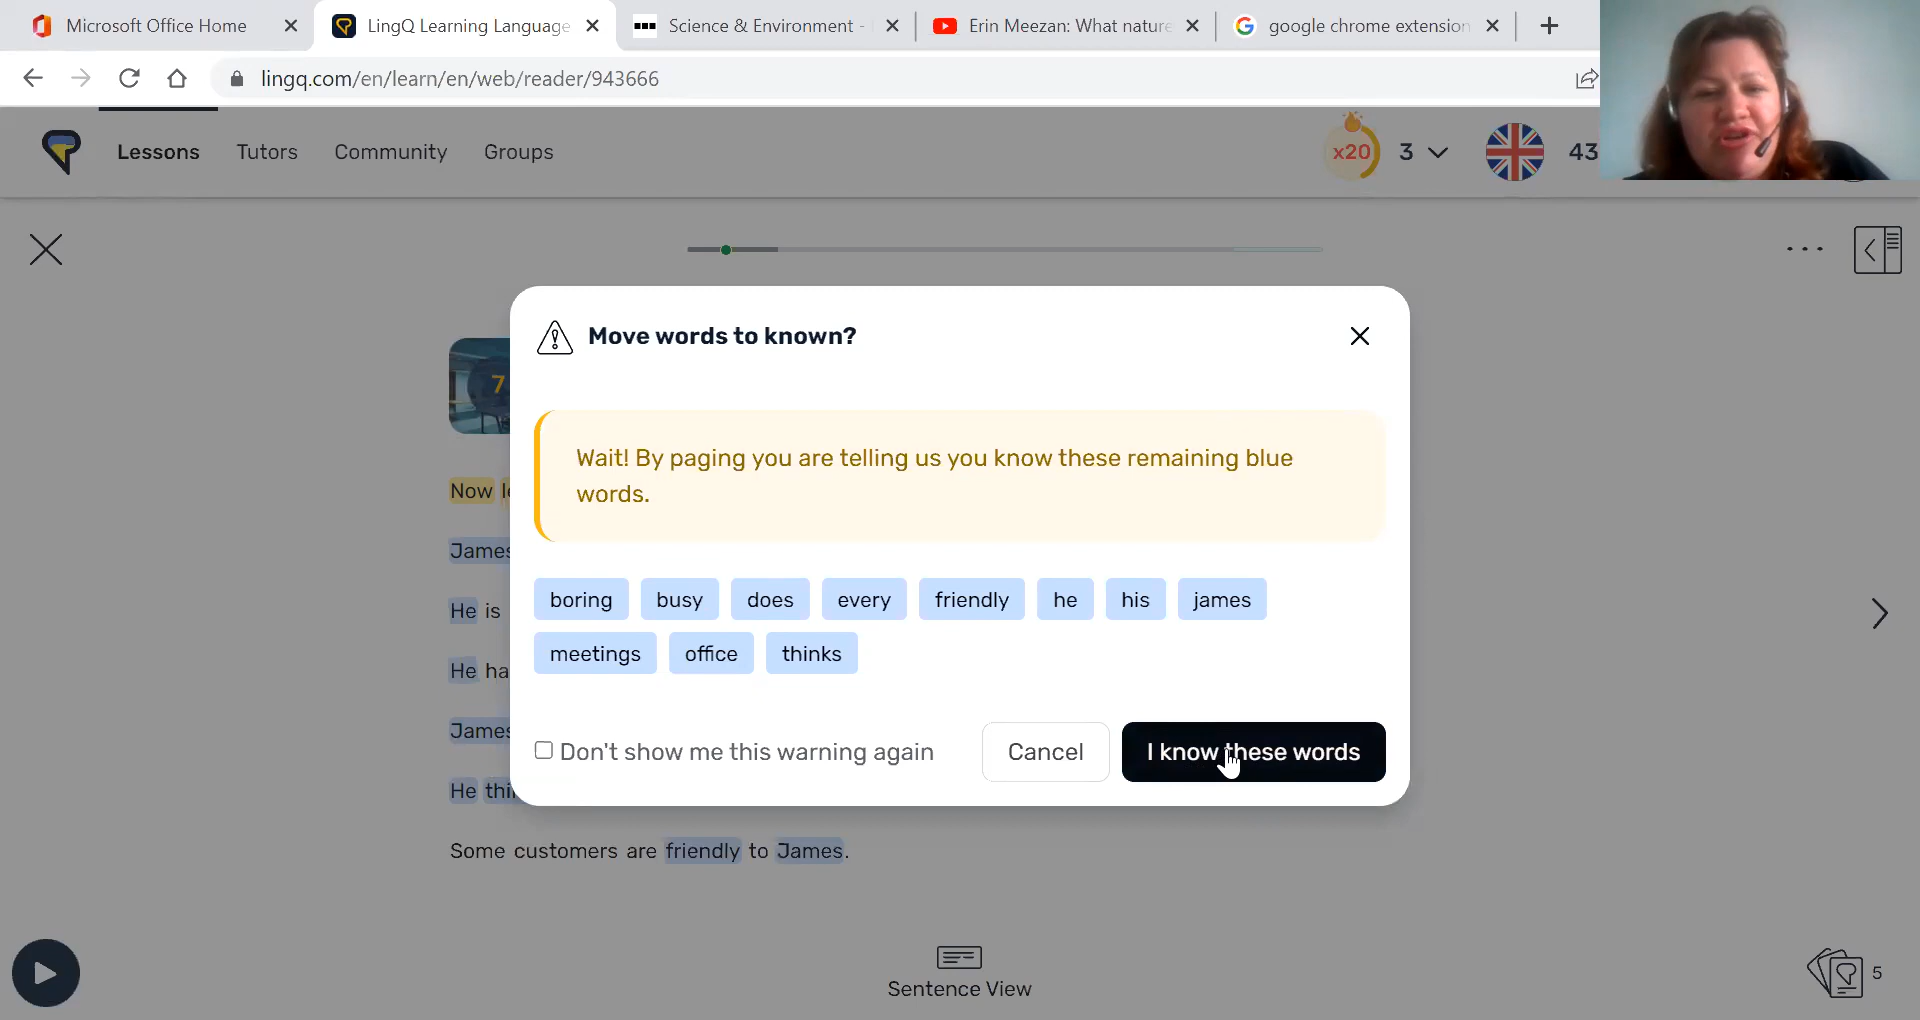 Microsoft Office Home
LingQ Learning Language
Science & Environment -
Erin Meezan: What nature
google chrome extension
lingq.com/en/learn/en/web/reader/943666
Lessons
Tutors
Community
Groups
x20
3
43
Move words to known?
Wait! By paging you are telling us you know these remaining blue
words.
boring busy does every friendly he his james
meetings office thinks
Don't show me this warning again
Cancel
I know these words
7
Now
James
He is
He
James
He
Some customers are friendly to James.
Sentence View
5